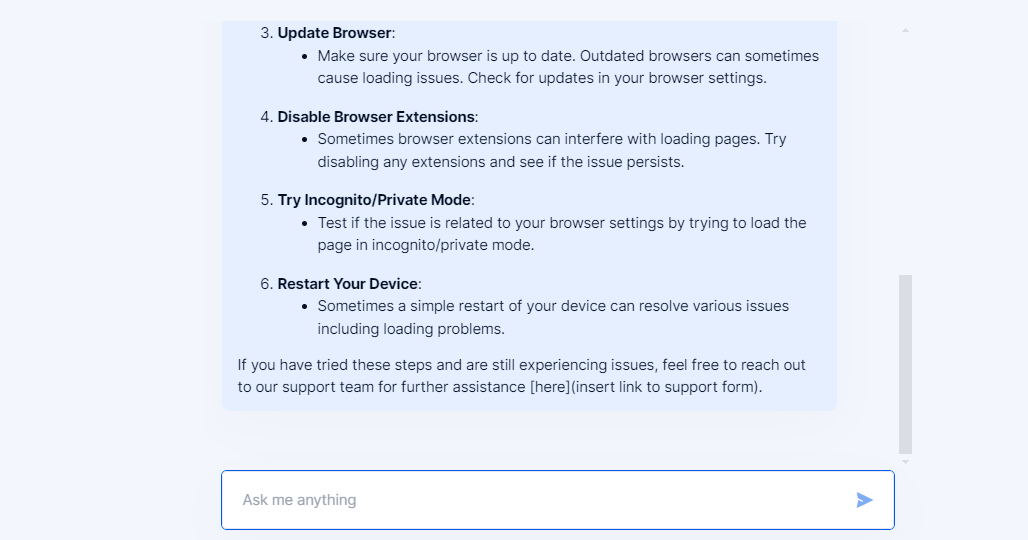 3. Update Browser:
• Make sure your browser is up to date. Outdated browsers can sometimes
cause loading issues. Check for updates in your browser settings.
4. Disable Browser Extensions:
• Sometimes browser extensions can interfere with loading pages. Try
disabling any extensions and see if the issue persists.
5. Try Incognito/Private Mode:
• Test if the issue is related to your browser settings by trying to load the
page in incognito/private mode.
6. Restart Your Device:
• Sometimes a simple restart of your device can resolve various issues
including loading problems.
If you have tried these steps and are still experiencing issues, feel free to reach out
to our support team for further assistance [here](insert link to support form).
Ask me anything